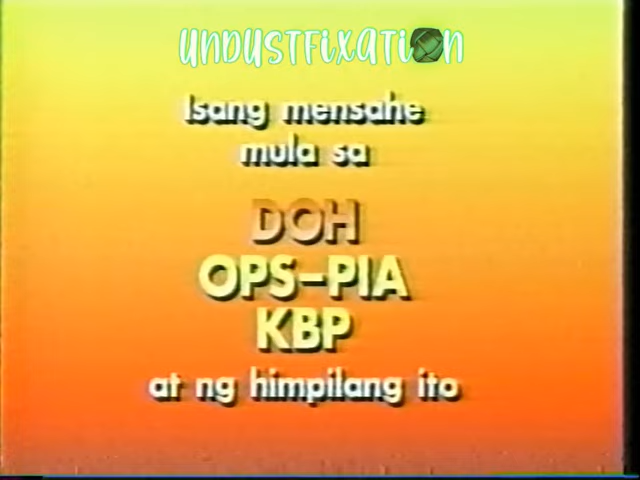 UNDUSTFIXATION
Isang mensahe
mula sa
DOH
OPS-PIA
KBP
at ng himpilang ito